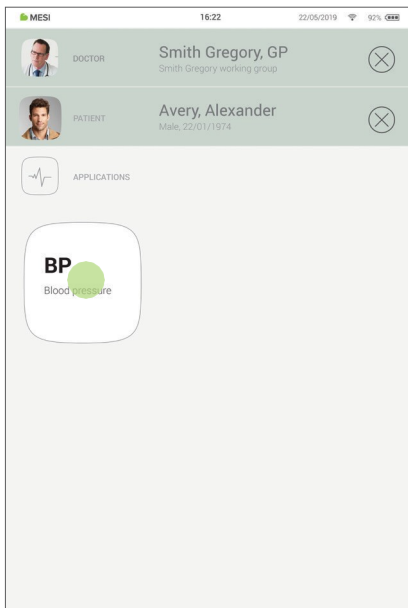 MESI 16:22 22/05/2019 92%
DOCTOR Smith Gregory, GP
Smith Gregory working group
PATIENT Avery, Alexander
Male, 22/01/1974
APPLICATIONS
BP
Blood pressure